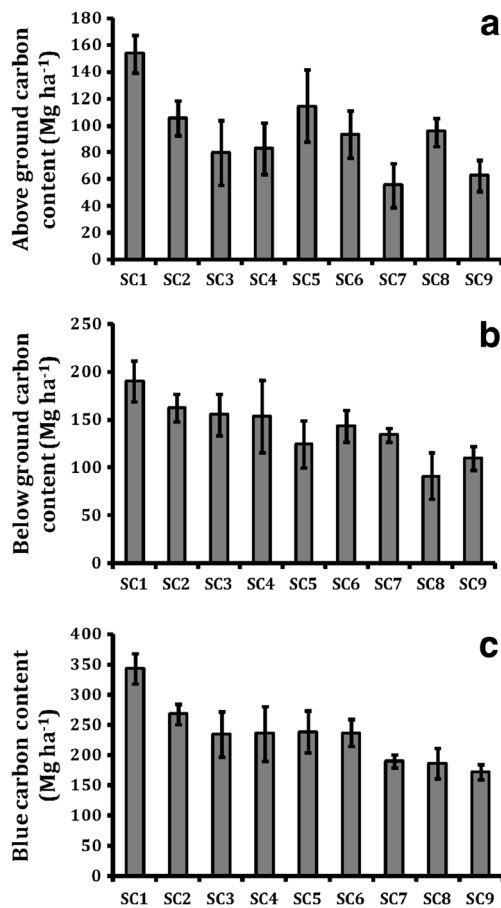 a
Above ground carbon
content (Mg ha-1)
180
160
140
120
100
80
60
40
20
0
SC1 SC2 SC3 SC4 SC5 SC6 SC7 SC8 SC9
b
Below ground carbon
content (Mg ha-1)
250
200
150
100
50
0
SC1 SC2 SC3 SC4 SC5 SC6 SC7 SC8 SC9
c
Blue carbon content
(Mg ha-1)
400
350
300
250
200
150
100
50
0
SC1 SC2 SC3 SC4 SC5 SC6 SC7 SC8 SC9